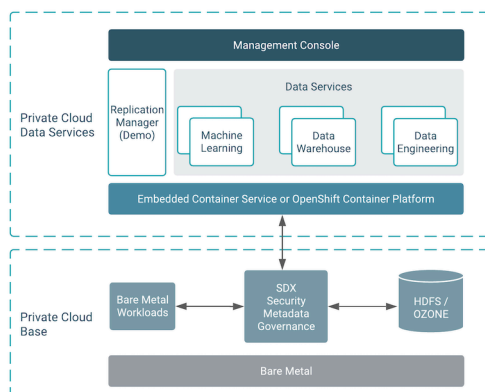 Management Console
Private Cloud
Data Services
Replication
Manager
(Demo)
Data Services
Machine
Learning
Data
Warehouse
Data
Engineering
Embedded Container Service or OpenShift Container Platform
Private Cloud
Base
Bare Metal
Workloads
SDX
Security
Metadata
Governance
HDFS /
OZONE
Bare Metal